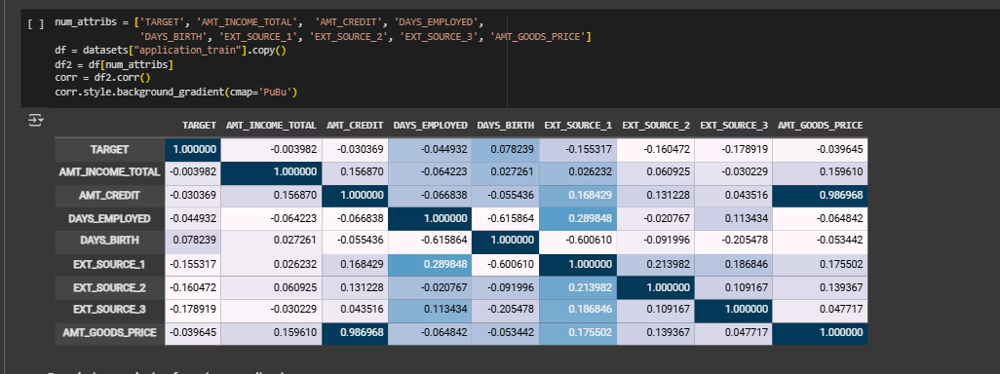 [ ] num_attribs = ['TARGET', 'AMT_INCOME_TOTAL', 'AMT_CREDIT', 'DAYS_EMPLOYED',
'DAYS_BIRTH', 'EXT_SOURCE_1', 'EXT_SOURCE_2', 'EXT_SOURCE_3', 'AMT_GOODS_PRICE']
df = datasets["application_train"].copy()
df2 = df[num_attribs]
corr = df2.corr()
corr.style.background_gradient(cmap='PuBu')
TARGET AMT_INCOME_TOTAL AMT_CREDIT DAYS_EMPLOYED DAYS_BIRTH EXT_SOURCE_1 EXT_SOURCE_2 EXT_SOURCE_3 AMT_GOODS_PRICE
TARGET 1.000000 -0.003982 -0.030369 -0.044932 0.078239 -0.155317 -0.160472 -0.178919 -0.039645
AMT_INCOME_TOTAL -0.003982 1.000000 0.156870 -0.064223 0.027261 0.026232 0.060925 -0.030229 0.159610
AMT_CREDIT -0.030369 0.156870 1.000000 -0.066838 -0.055436 0.168429 0.131228 0.043516 0.986968
DAYS_EMPLOYED -0.044932 -0.064223 -0.066838 1.000000 -0.615864 0.289848 -0.020767 0.113434 -0.064842
DAYS_BIRTH 0.078239 0.027261 -0.055436 -0.615864 1.000000 -0.600610 -0.091996 -0.205478 -0.053442
EXT_SOURCE_1 -0.155317 0.026232 0.168429 0.289848 -0.600610 1.000000 0.213982 0.186846 0.175502
EXT_SOURCE_2 -0.160472 0.060925 0.131228 -0.020767 -0.091996 0.213982 1.000000 0.109167 0.139367
EXT_SOURCE_3 -0.178919 -0.030229 0.043516 0.113434 -0.205478 0.186846 0.109167 1.000000 0.047717
AMT_GOODS_PRICE -0.039645 0.159610 0.986968 -0.064842 -0.053442 0.175502 0.139367 0.047717 1.000000